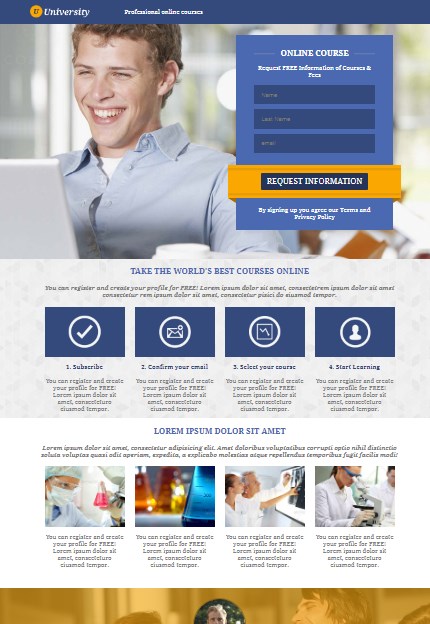 U University
Professional online courses
ONLINE COURSE
Request FREE Information of Courses &
Fees
Name
Last Name
email
REQUEST INFORMATION
By signing up you agree our Terms and
Privacy Policy
TAKE THE WORLD'S BEST COURSES ONLINE
You can register and create your profile for FREE! Lorem ipsum dolor sit amet, consectetrem ipsum dolor sit amet,
consectetur rem ipsum dolor sit amet, consectetur pisici do eiusmod tempor.
1. Subscribe
2. Confirm your email
3. Select your course
4. Start Learning
You can register and create
your profile for FREE!
Lorem ipsum dolor sit
amet, consecteturo
eiusmod tempor.
You can register and create
your profile for FREE!
Lorem ipsum dolor sit
amet, consecteturo
eiusmod tempor.
You can register and create
your profile for FREE!
Lorem ipsum dolor sit
amet, consecteturo
eiusmod tempor.
You can register and create
your profile for FREE!
Lorem ipsum dolor sit
amet, consecteturo
eiusmod tempor.
LOREM IPSUM DOLOR SIT AMET
Lorem ipsum dolor sit amet, consectetur adipisicing elit. Amet doloribus voluptatibus corrupti optio nihil distinctio
soluta voluptas quasi odit aperiam, expedita, a explicabo molestias atque repellendus temporibus fugit facilis modi!
You can register and create
your profile for FREE!
Lorem ipsum dolor sit
amet, consecteturo
eiusmod tempor.
You can register and create
your profile for FREE!
Lorem ipsum dolor sit
amet, consecteturo
eiusmod tempor.
You can register and create
your profile for FREE!
Lorem ipsum dolor sit
amet, consecteturo
eiusmod tempor.
You can register and create
your profile for FREE!
Lorem ipsum dolor sit
amet, consecteturo
eiusmod tempor.